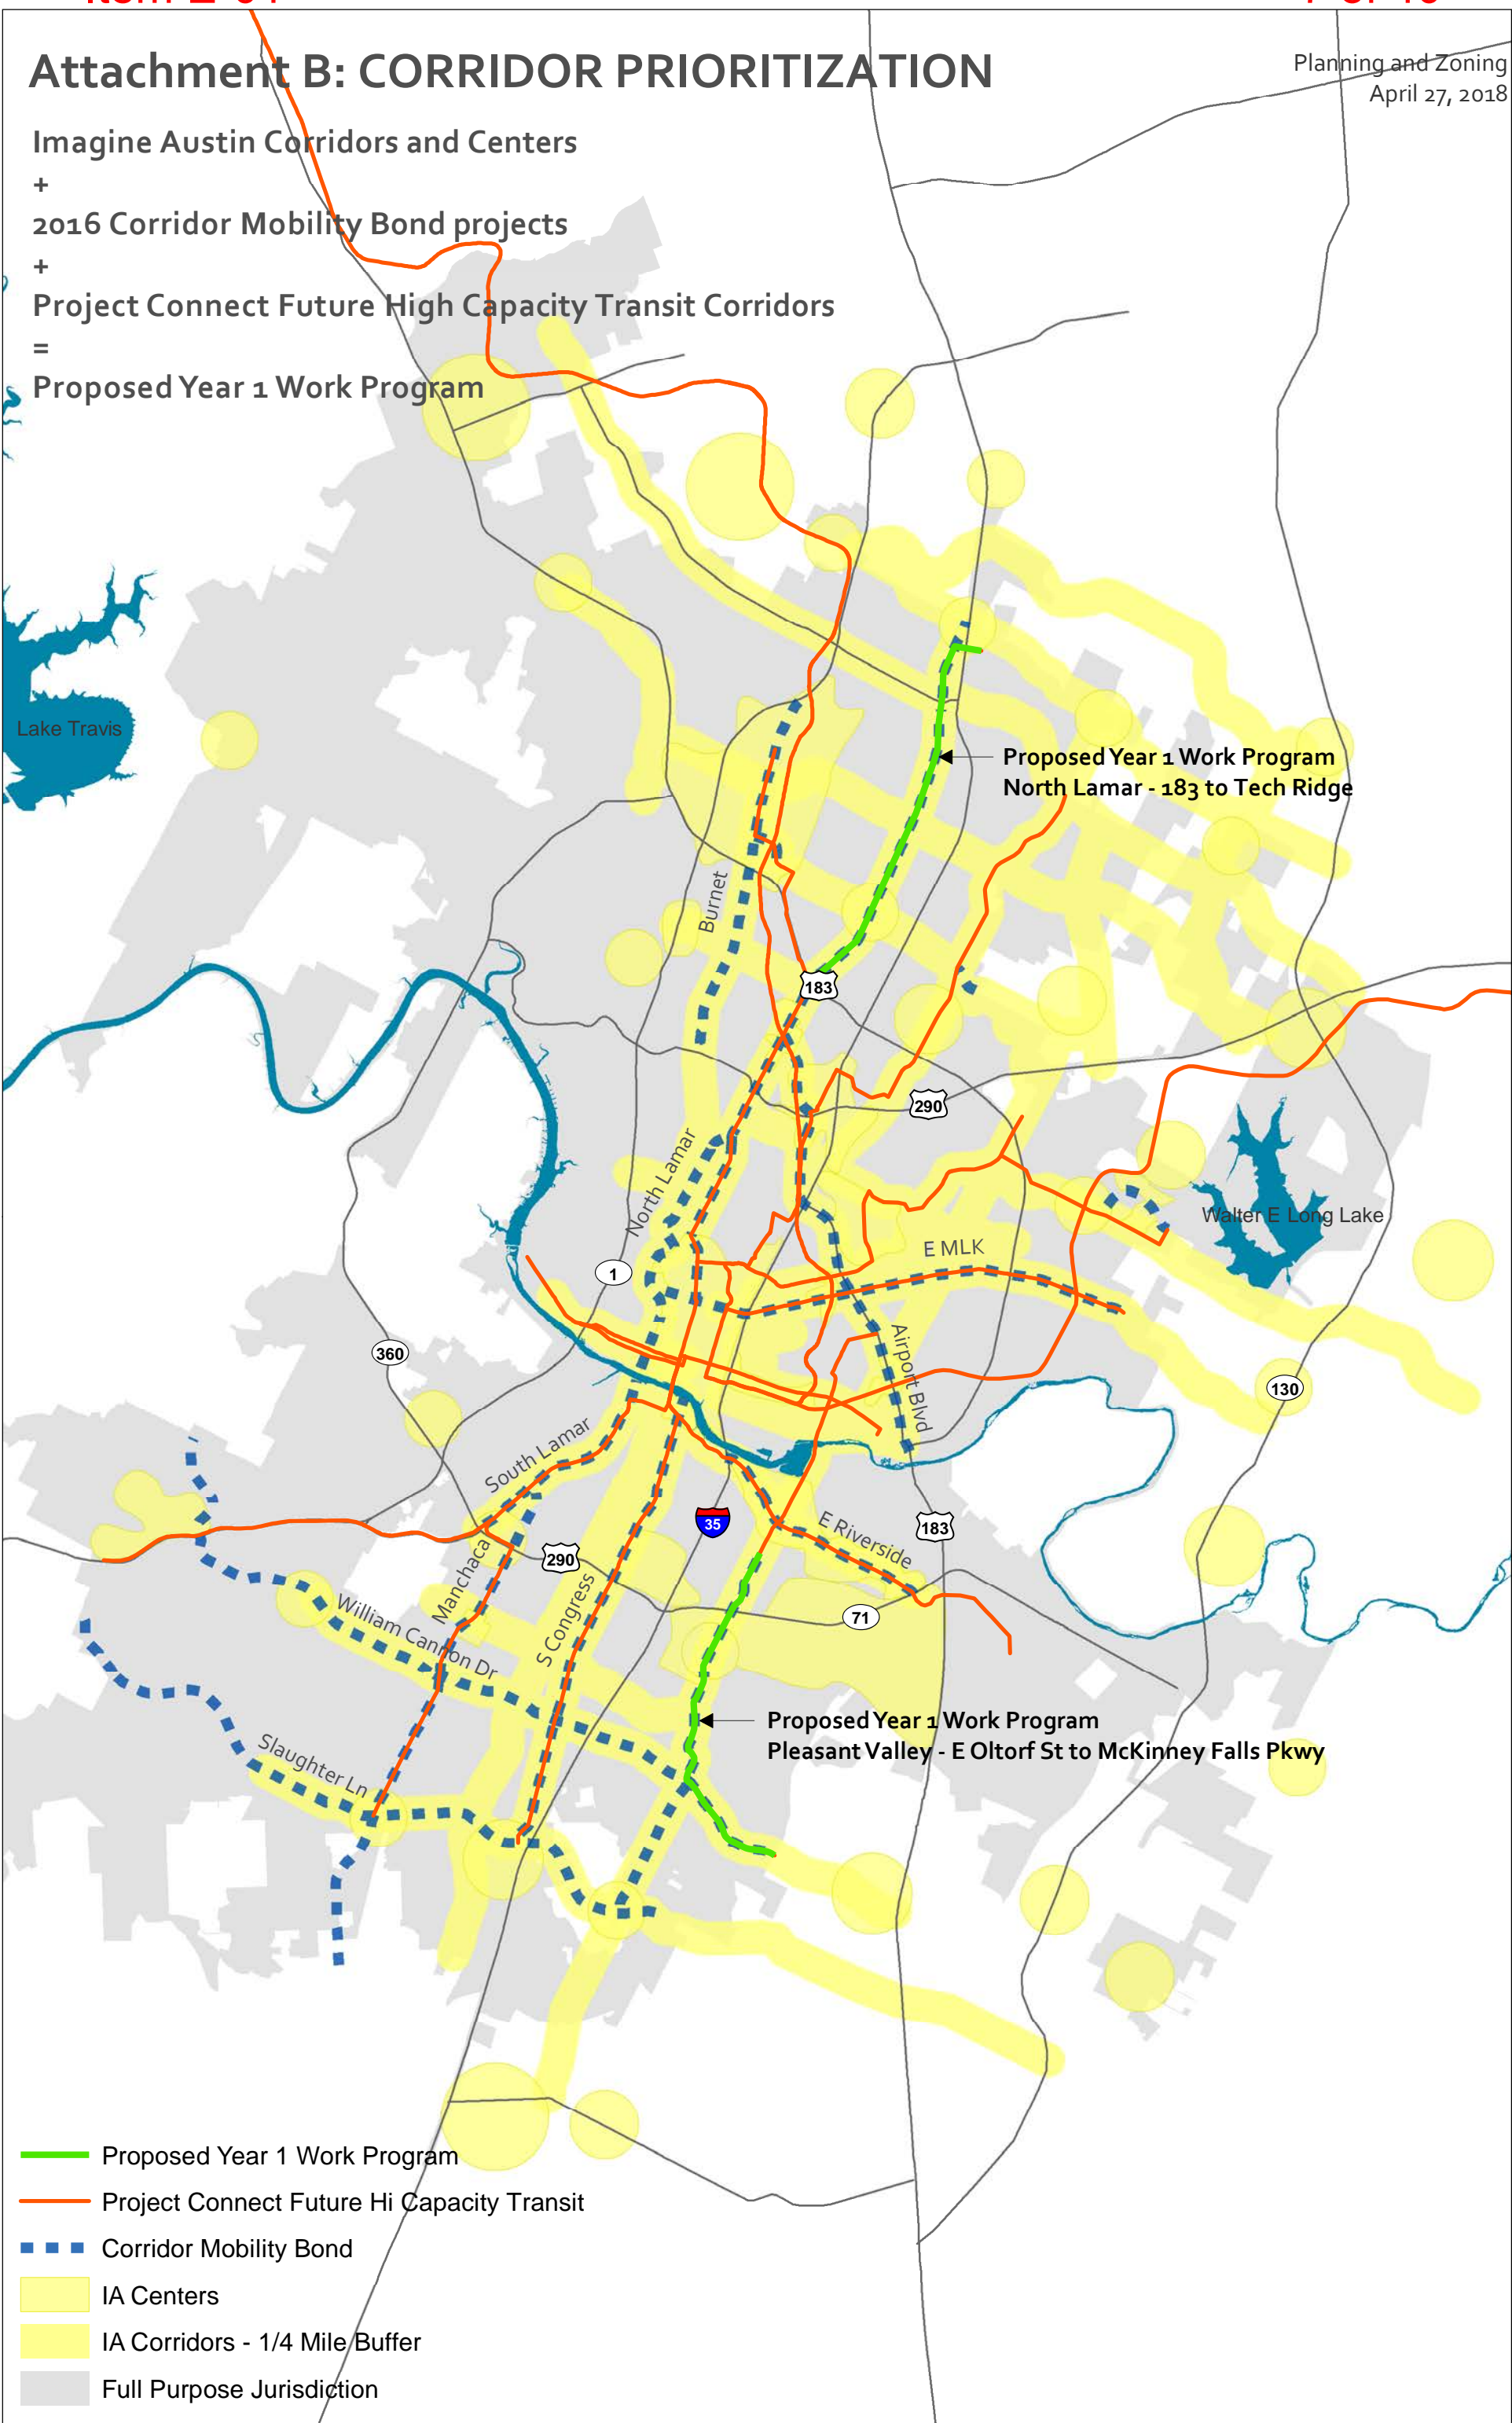 Attachment B: CORRIDOR PRIORITIZATION
Planning and Zoning
April 27, 2018
Imagine Austin Corridors and Centers
+
2016 Corridor Mobility Bond projects
+
Project Connect Future High Capacity Transit Corridors
=
Proposed Year 1 Work Program
Lake Travis
Proposed Year 1 Work Program
North Lamar - 183 to Tech Ridge
Burnet
183
290
North Lamar
Walter E Long Lake
E MLK
1
Airport Blvd
360
130
South Lamar
35
E Riverside
183
290
Manchaca
S Congress
71
William Cannon Dr
Proposed Year 1 Work Program
Pleasant Valley - E Oltorf St to McKinney Falls Pkwy
Slaughter Ln
Proposed Year 1 Work Program
Project Connect Future Hi Capacity Transit
Corridor Mobility Bond
IA Centers
IA Corridors - 1/4 Mile Buffer
Full Purpose Jurisdiction